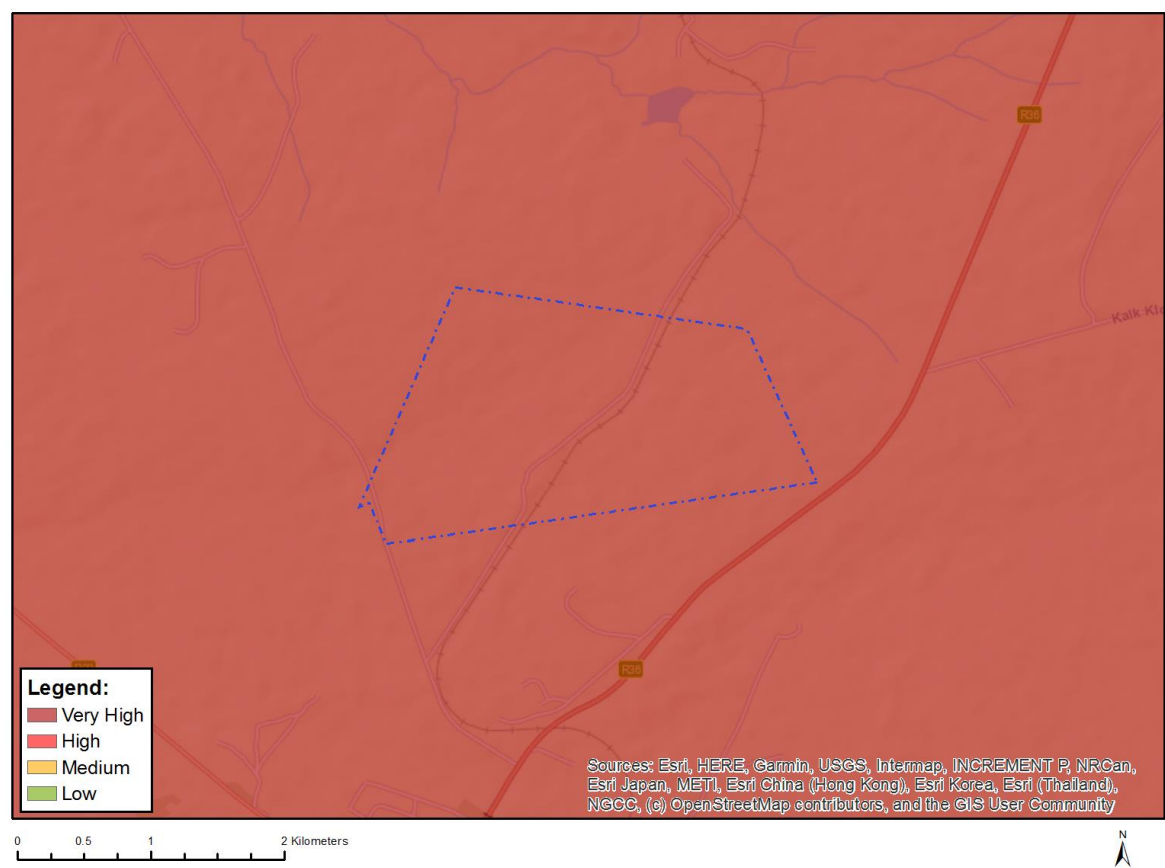 R36
Kalk Klo
R36
Legend:
Very High
High
Medium
Low
Sources: Esri, HERE, Garmin, USGS, Intermap, INCREMENT P, NRCan,
Esri Japan, METI, Esri China (Hong Kong), Esri Korea, Esri (Thailand),
NGCC, (c) OpenStreetMap contributors, and the GIS User Community
0 0.5 1 2 Kilometers
N